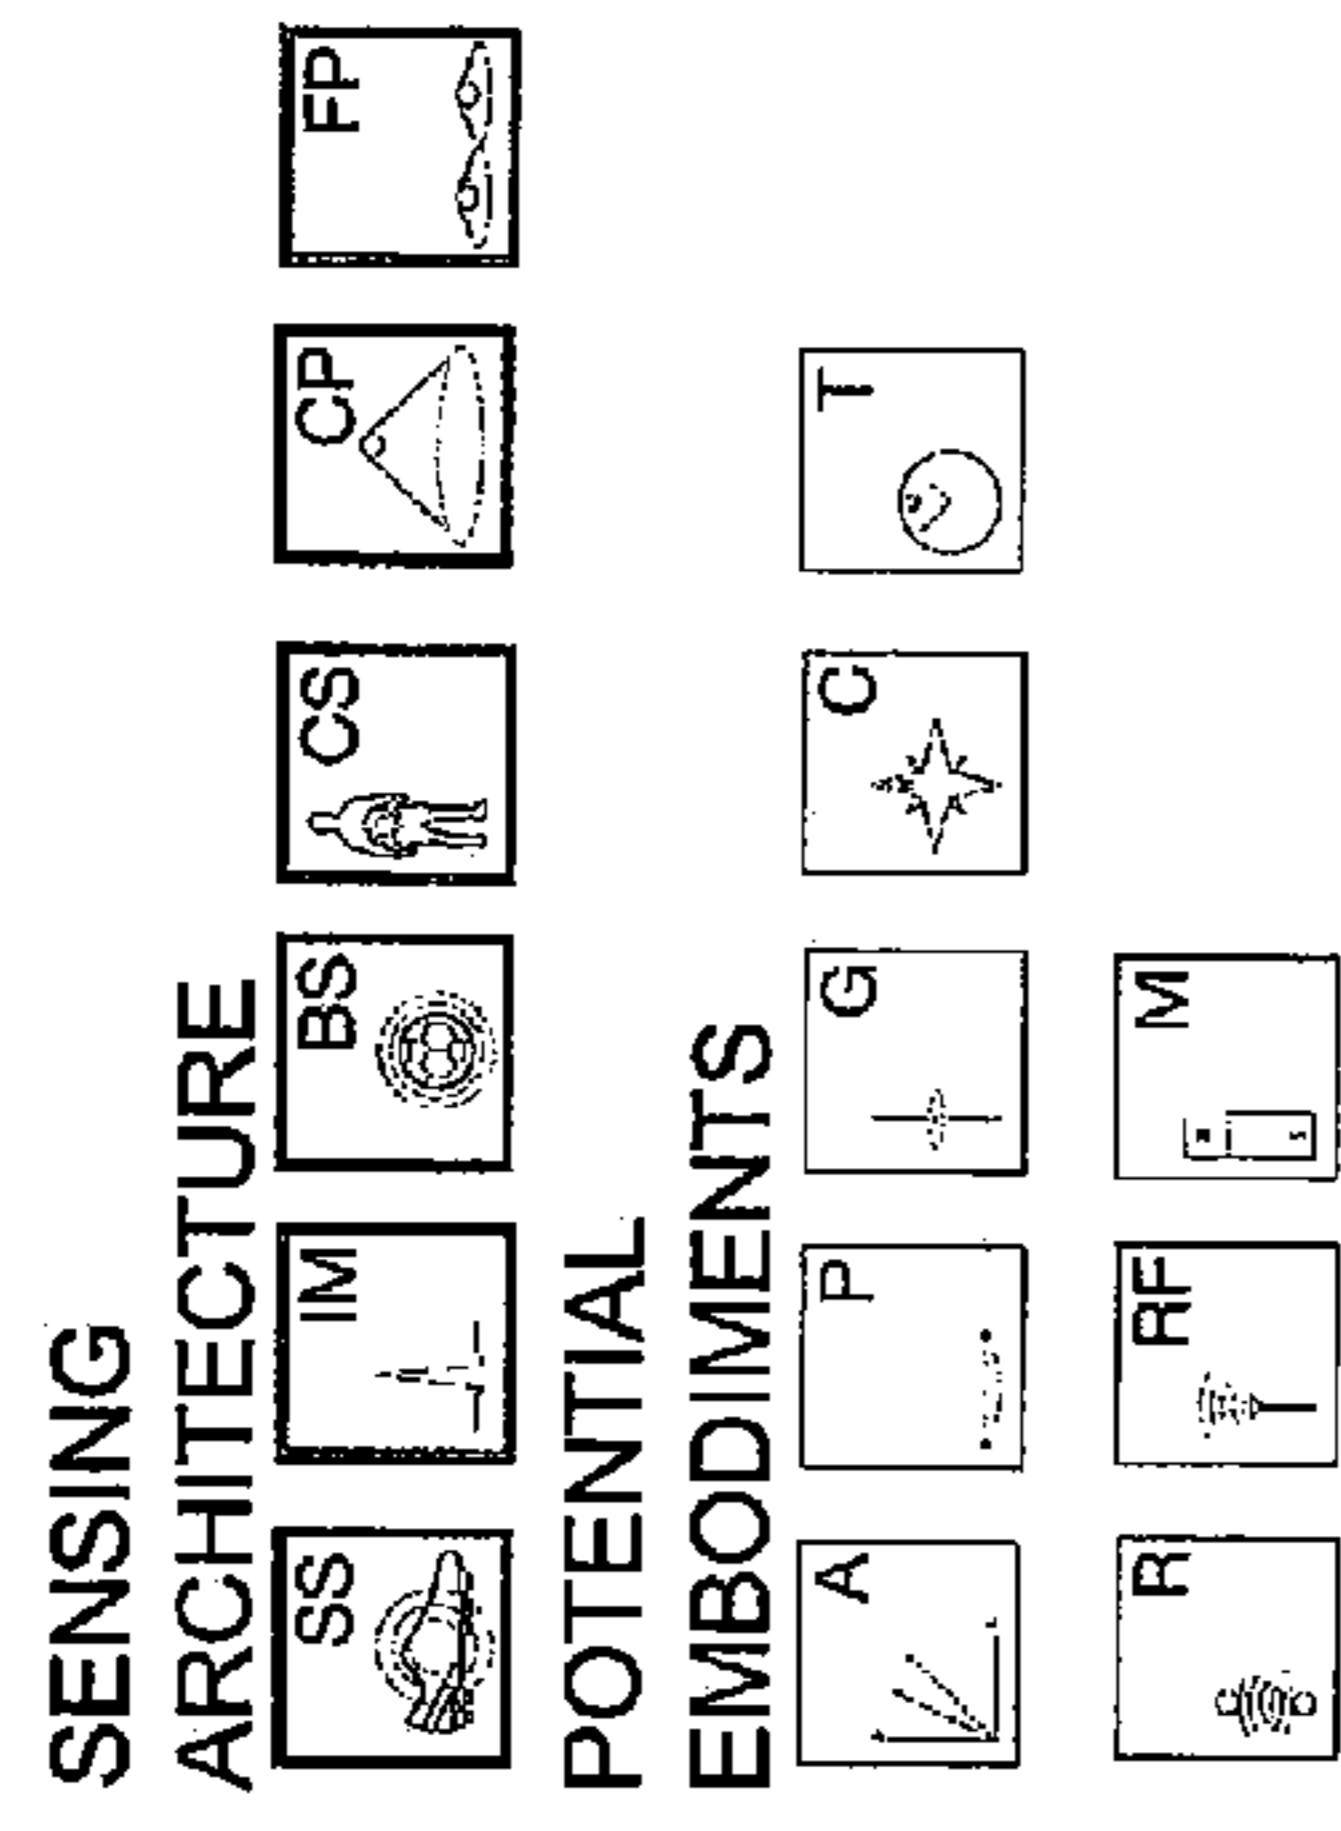 SENSING
ARCHITECTURE
SS IM BS CS CP FP
POTENTIAL
EMBODIMENTS
A P G C T
R RF M